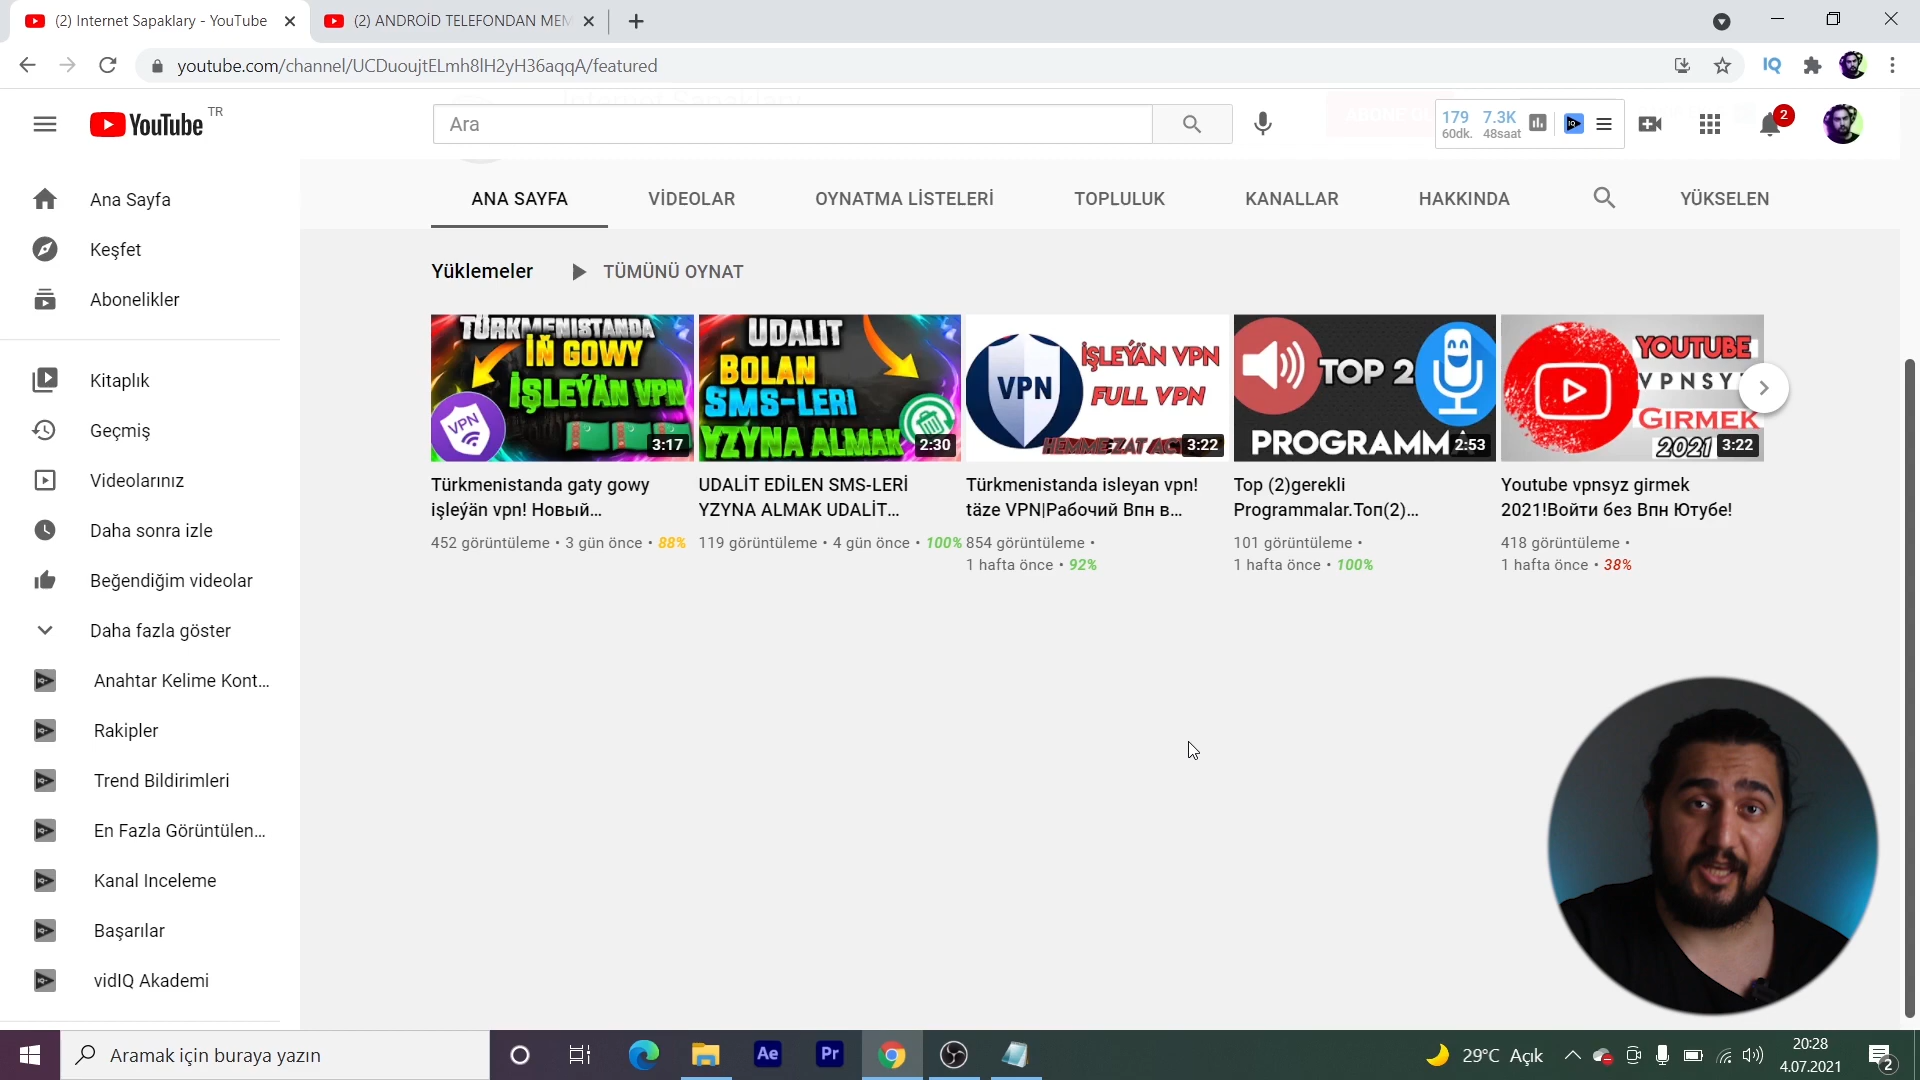 (2) Internet Sapaklary - YouTube
(2) ANDROİD TELEFONDAN MEM
youtube.com/channel/UCDuoujtELmh8lH2yH36aqqA/featured
IQ
YouTube TR
Ara
179 7.3K
60dk. 48saat
2
ANA SAYFA VİDEOLAR OYNATMA LİSTELERİ TOPLULUK KANALLAR HAKKINDA YÜKSELEN
Ana Sayfa
Keşfet
Abonelikler
Kitaplık
Geçmiş
Videolarınız
Daha sonra izle
Beğendiğim videolar
Daha fazla göster
Anahtar Kelime Kont...
Rakipler
Trend Bildirimleri
En Fazla Görüntülen...
Kanal Inceleme
Başarılar
vidIQ Akademi
Yüklemeler TÜMÜNÜ OYNAT
TÜRKMENISTANDA
İŇ GOWY
İŞLEÝÄN VPN
VPN
3:17
Türkmenistanda gaty gowy
işleýän vpn! Новый...
452 görüntüleme • 3 gün önce • 88%
UDALIT
BOLAN
SMS-LERI
YZYNA ALMAK
2:30
UDALİT EDİLEN SMS-LERİ
YZYNA ALMAK UDALİT...
119 görüntüleme • 4 gün önce • 100%
VPN
İŞLEÝÄN VPN
FULL VPN
3:22
Türkmenistanda isleyan vpn!
täze VPN|Рабочий Впн в...
854 görüntüleme •
1 hafta önce • 92%
TOP 2
PROGRAMMA
2:53
Top (2)gerekli
Programmalar.Топ(2)...
101 görüntüleme •
1 hafta önce • 100%
YOUTUBE
VPNSY
GIRMEK
2021
3:22
Youtube vpnsyz girmek
2021!Войти без Впн Ютубе!
418 görüntüleme •
1 hafta önce • 38%
Aramak için buraya yazın
Ae
Pr
29°C Açık
20:28
4.07.2021
2